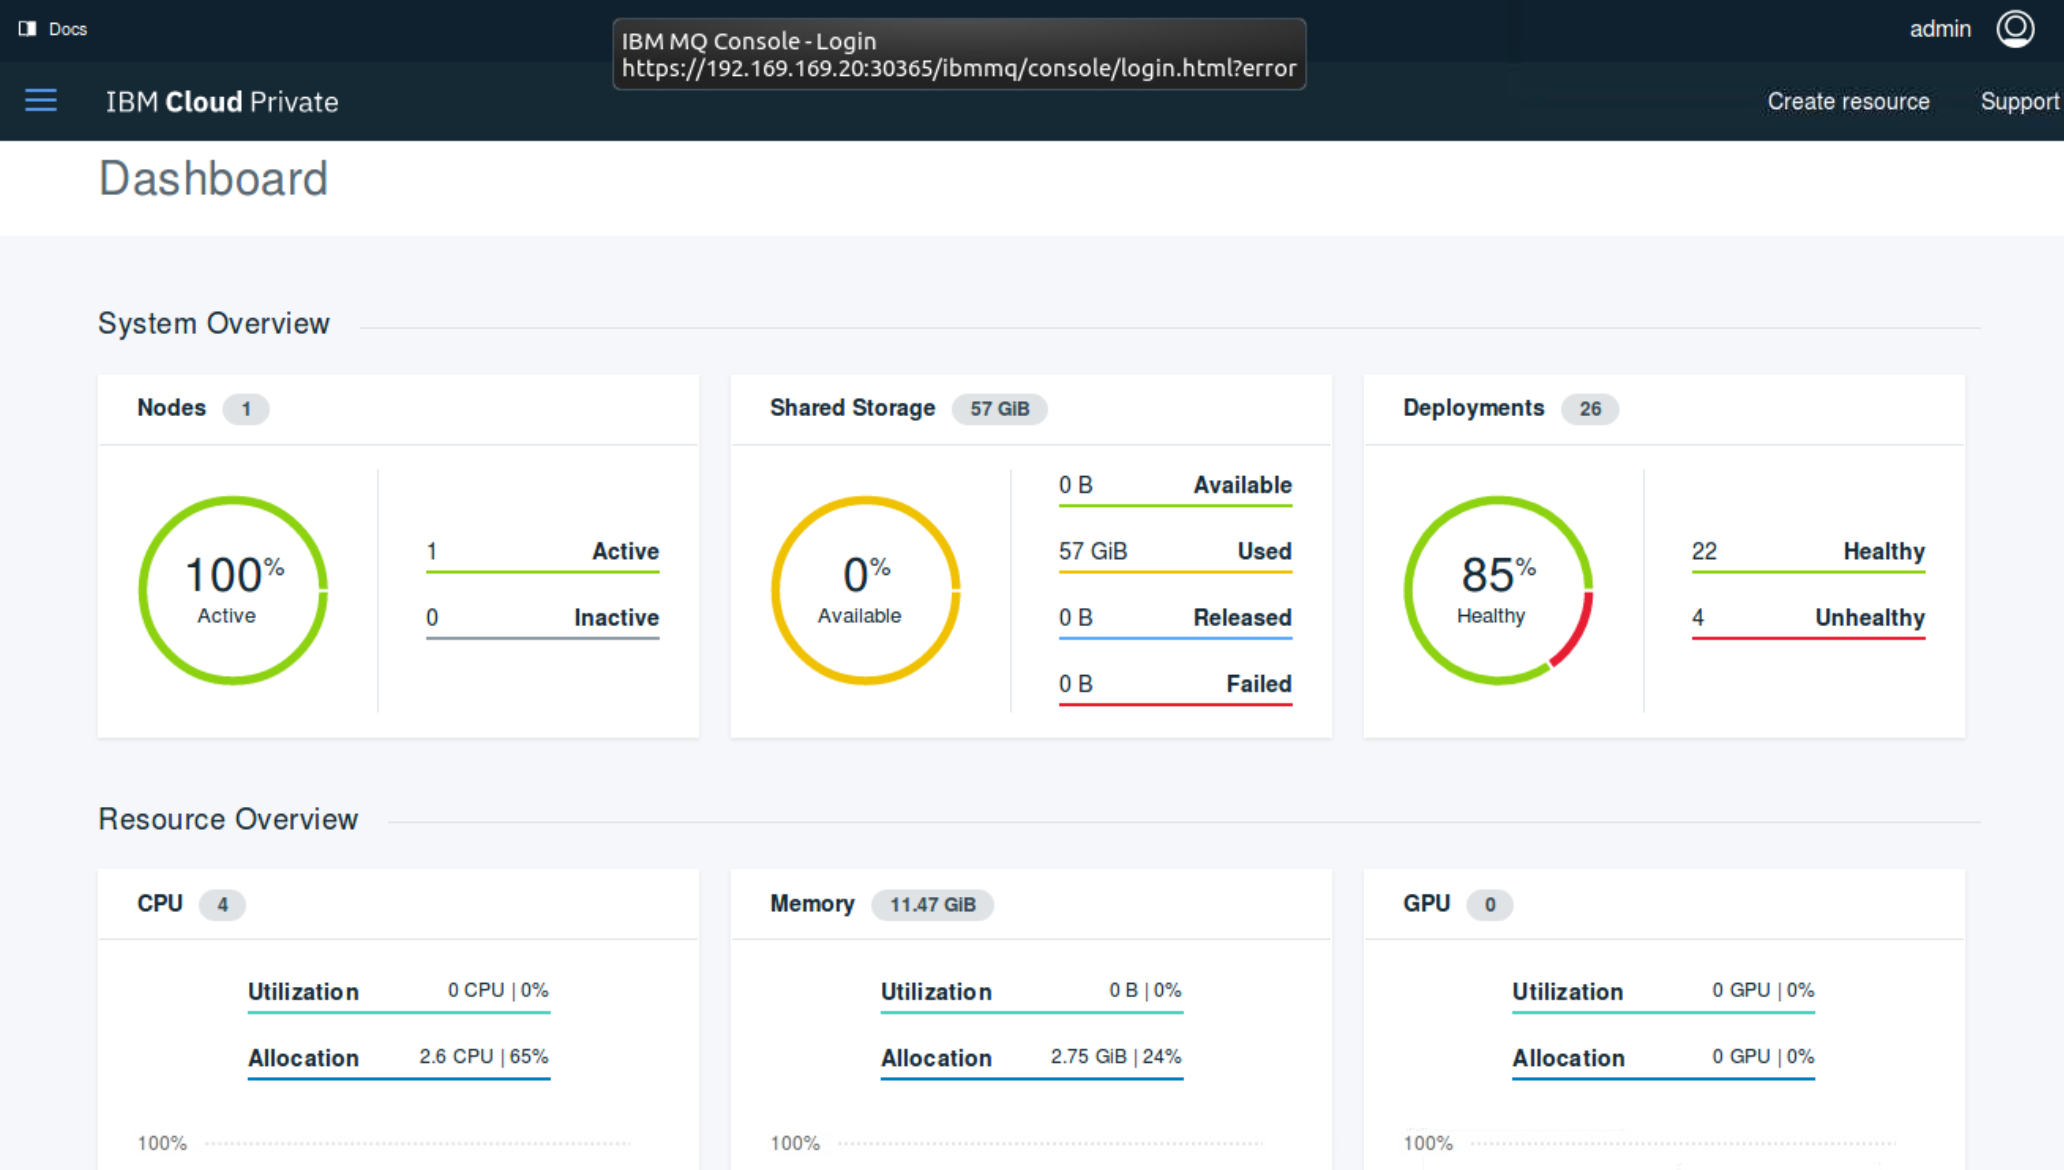 Docs
IBM MQ Console - Login
https://192.169.169.20:30365/ibmmq/console/login.html?error
admin
IBM Cloud Private
Create resource
Support
Dashboard
System Overview
Nodes 1
100%
Active
1 Active
0 Inactive
Shared Storage 57 GiB
0%
Available
0 B Available
57 GiB Used
0 B Released
0 B Failed
Deployments 26
85%
Healthy
22 Healthy
4 Unhealthy
Resource Overview
CPU 4
Utilization 0 CPU | 0%
Allocation 2.6 CPU | 65%
100%
Memory 11.47 GiB
Utilization 0 B | 0%
Allocation 2.75 GiB | 24%
100%
GPU 0
Utilization 0 GPU | 0%
Allocation 0 GPU | 0%
100%